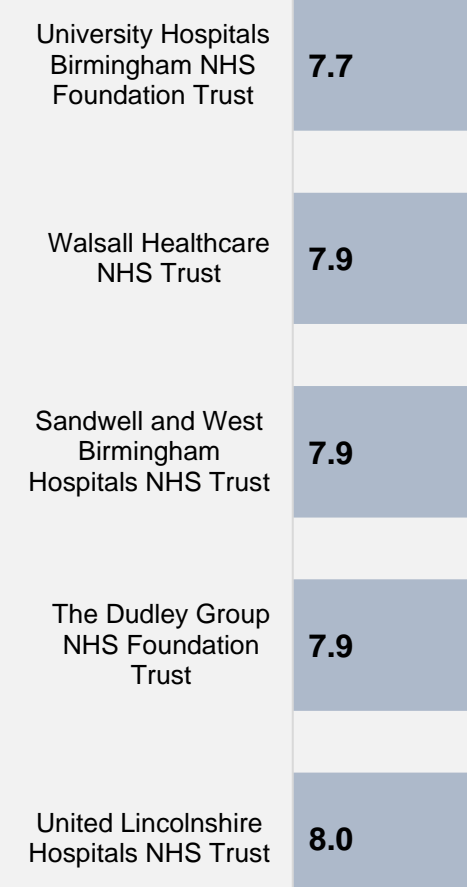 University Hospitals
Birmingham NHS
Foundation Trust
7.7
Walsall Healthcare
NHS Trust
7.9
Sandwell and West
Birmingham
Hospitals NHS Trust
7.9
The Dudley Group
NHS Foundation
Trust
7.9
United Lincolnshire
Hospitals NHS Trust
8.0